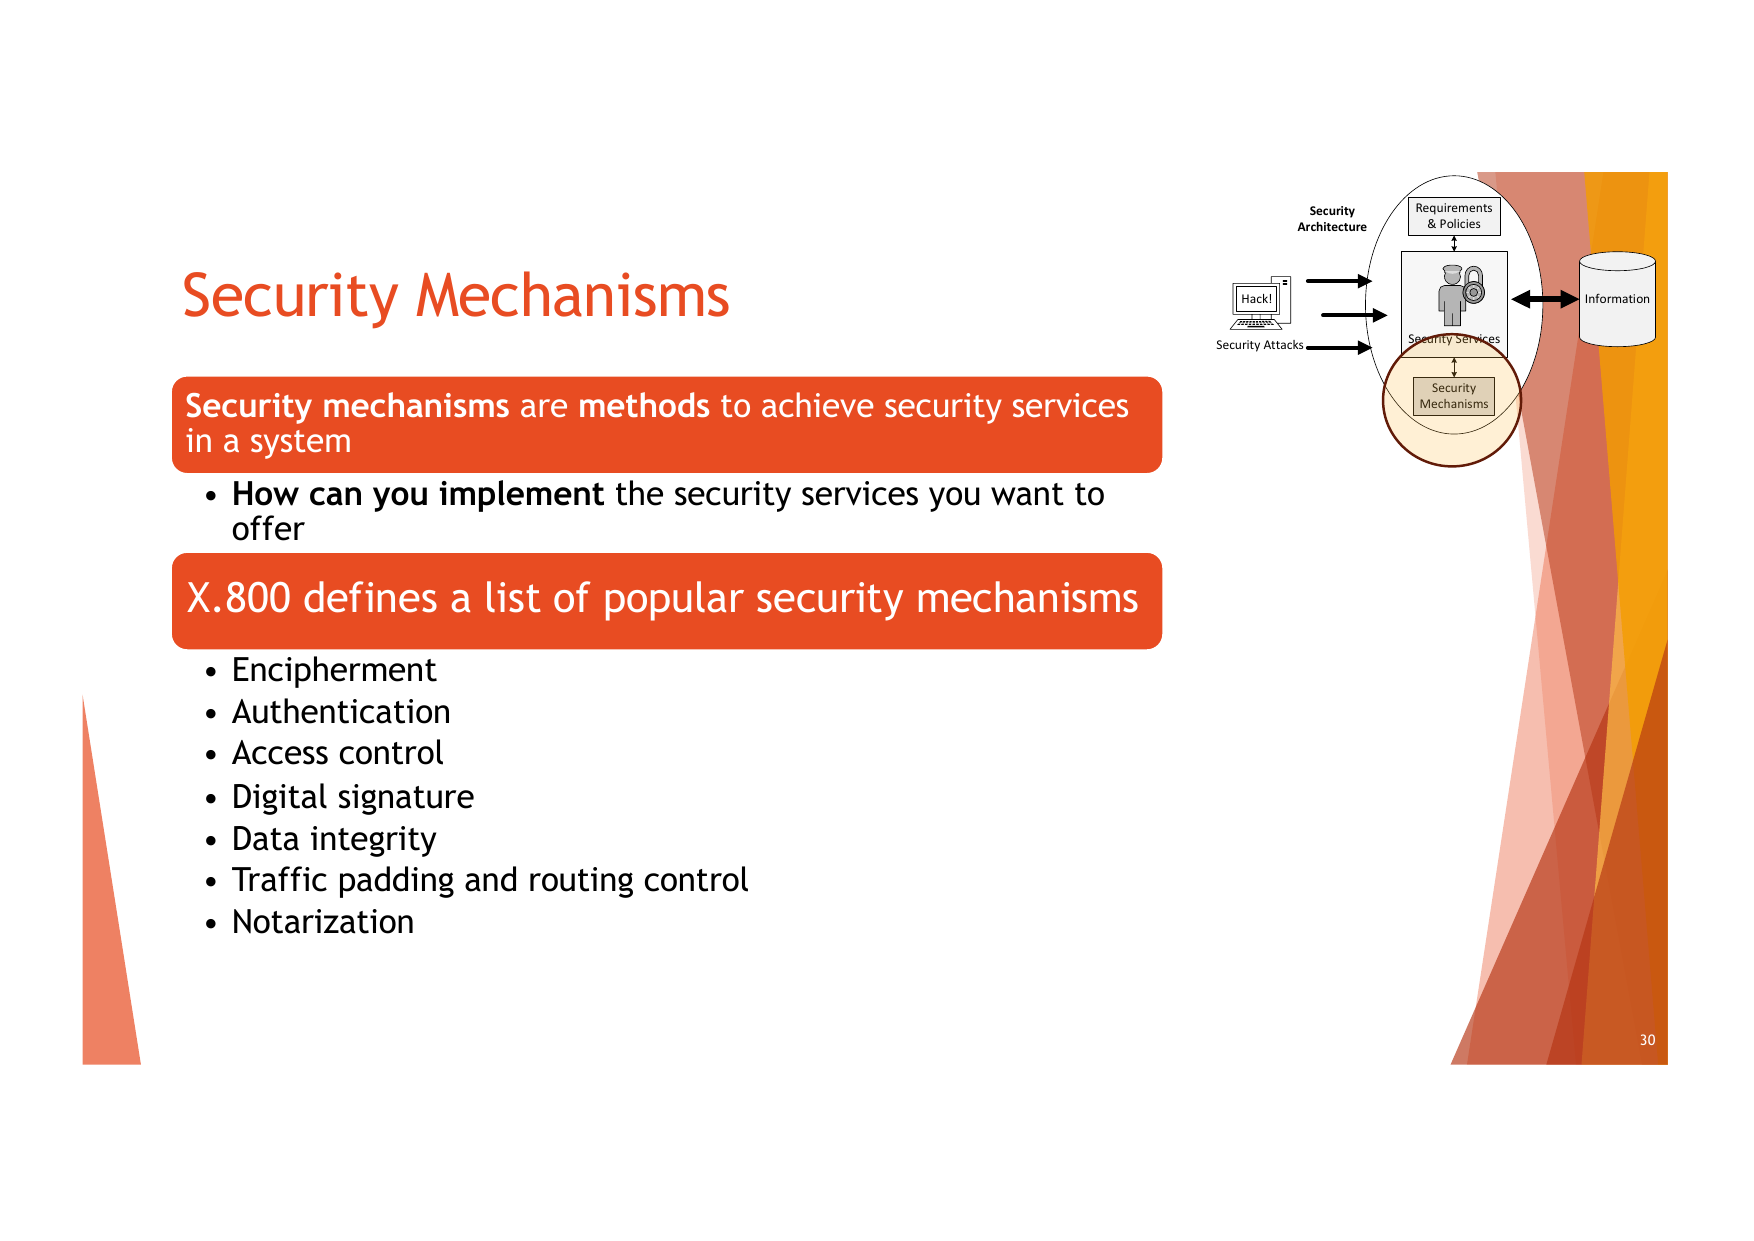 Security Mechanisms
Security
Architecture
Requirements
& Policies
Hack!
Security Attacks
Security Services
Information
Security
Mechanisms
Security mechanisms are methods to achieve security services
in a system
• How can you implement the security services you want to
offer
X.800 defines a list of popular security mechanisms
• Encipherment
• Authentication
• Access control
• Digital signature
• Data integrity
• Traffic padding and routing control
• Notarization
30